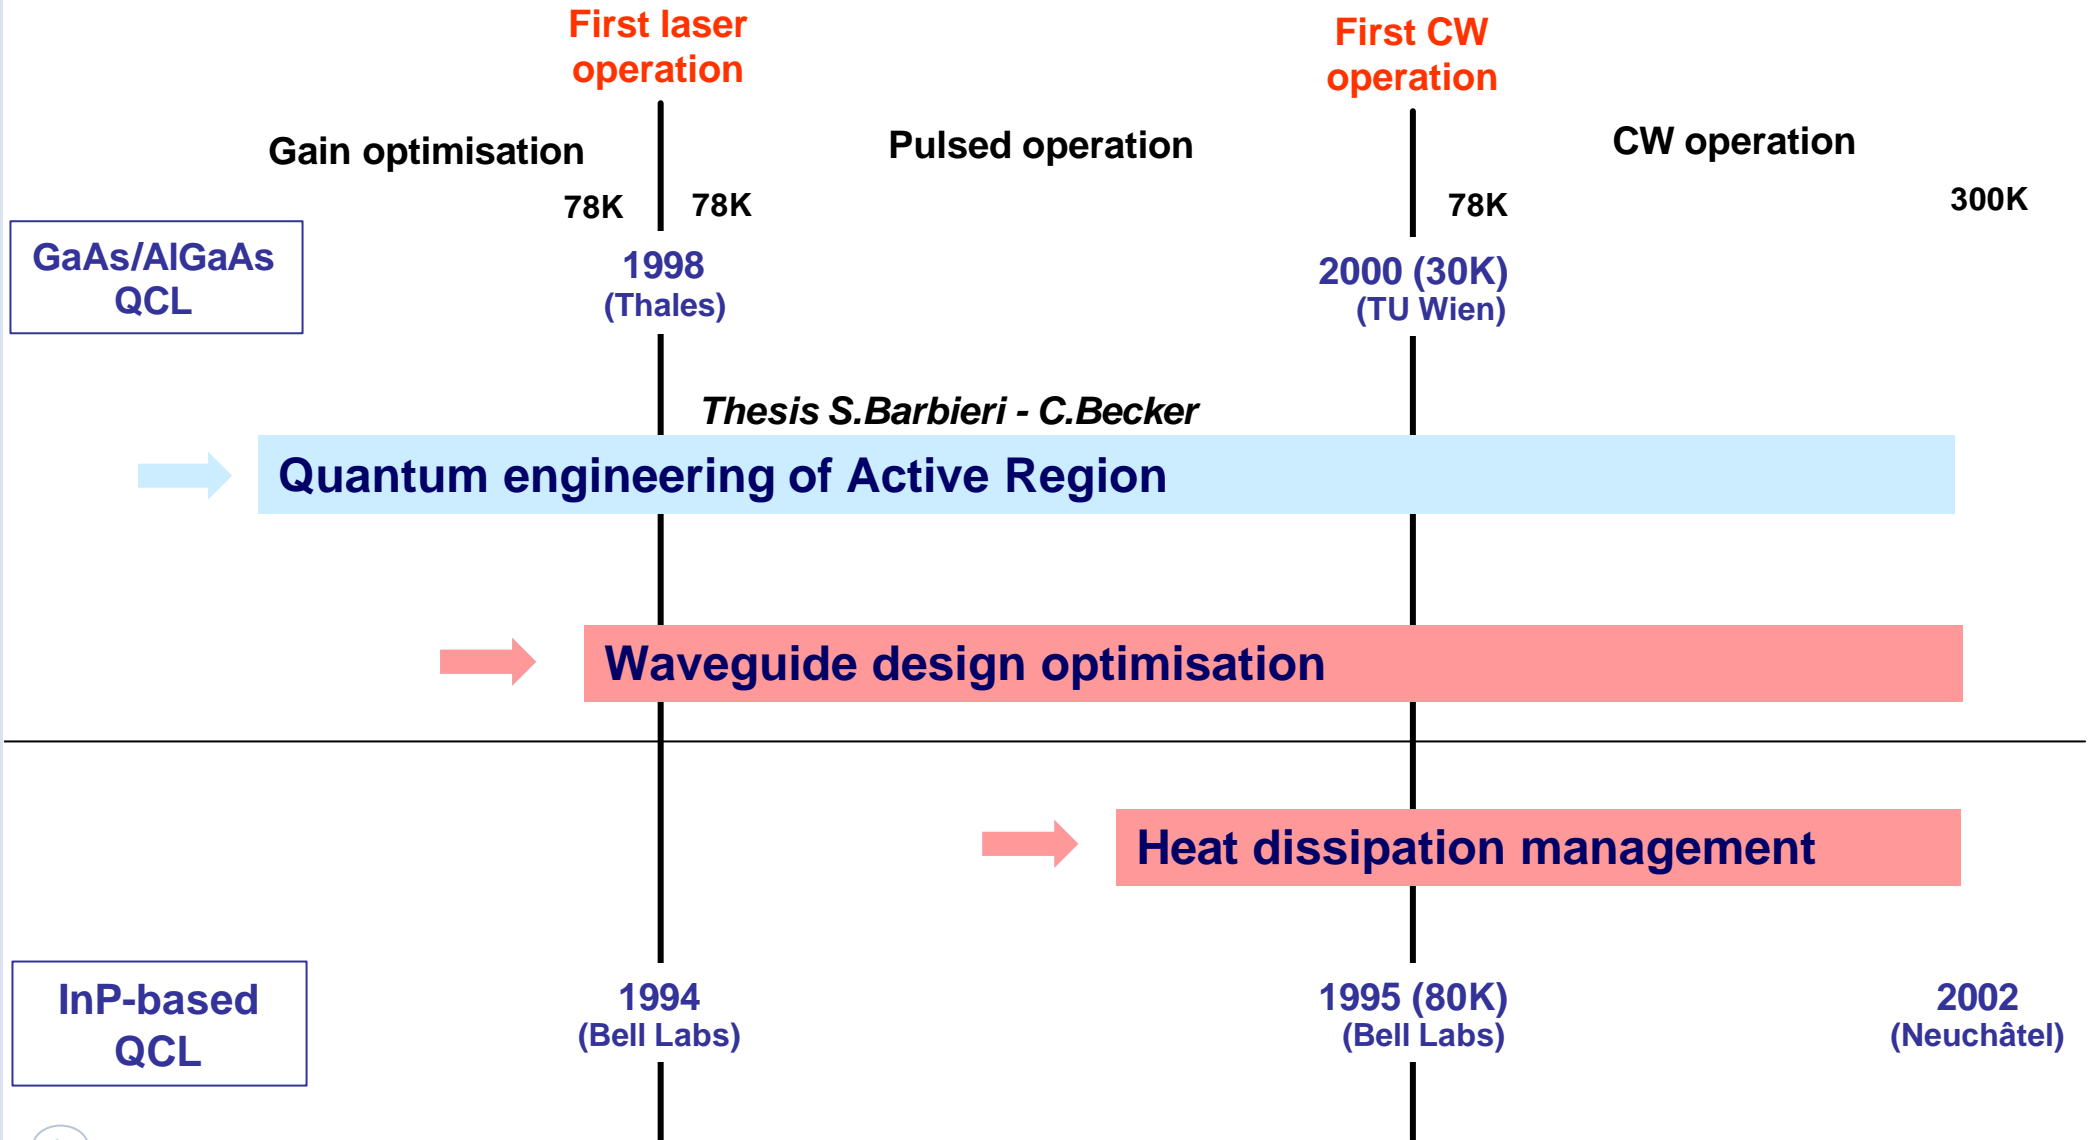 First laser
operation
First CW
operation
Gain optimisation
Pulsed operation
CW operation
78K
78K
78K
300K
GaAs/AlGaAs
QCL
1998
(Thales)
2000 (30K)
(TU Wien)
Thesis S.Barbieri - C.Becker
Quantum engineering of Active Region
Waveguide design optimisation
Heat dissipation management
InP-based
QCL
1994
(Bell Labs)
1995 (80K)
(Bell Labs)
2002
(Neuchâtel)